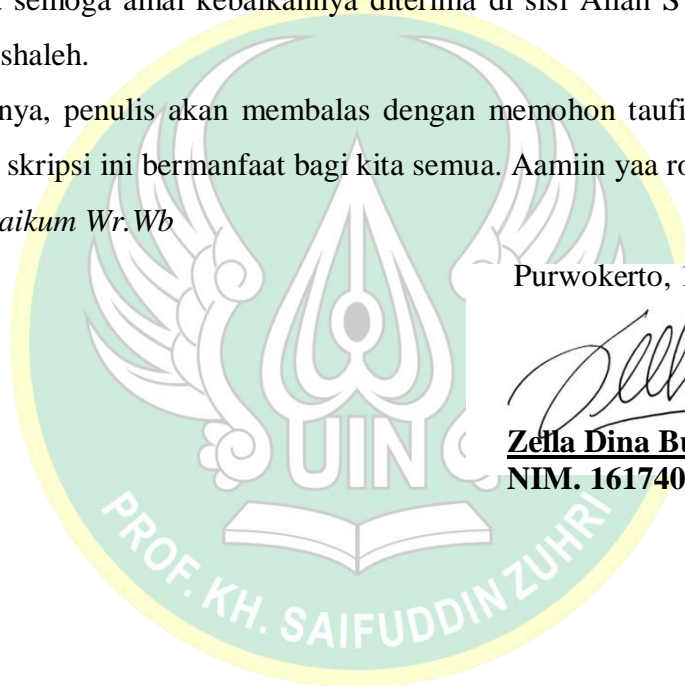 semoga amal kebaikannya diterima di sisi Allah S
shaleh.
nya, penulis akan membalas dengan memohon taufi
skripsi ini bermanfaat bagi kita semua. Aamiin yaa ro
aikum Wr.Wb
Purwokerto, 1
Zella Dina Bu
NIM. 161740
UIN
PROF. KH. SAIFUDDIN ZUHRI